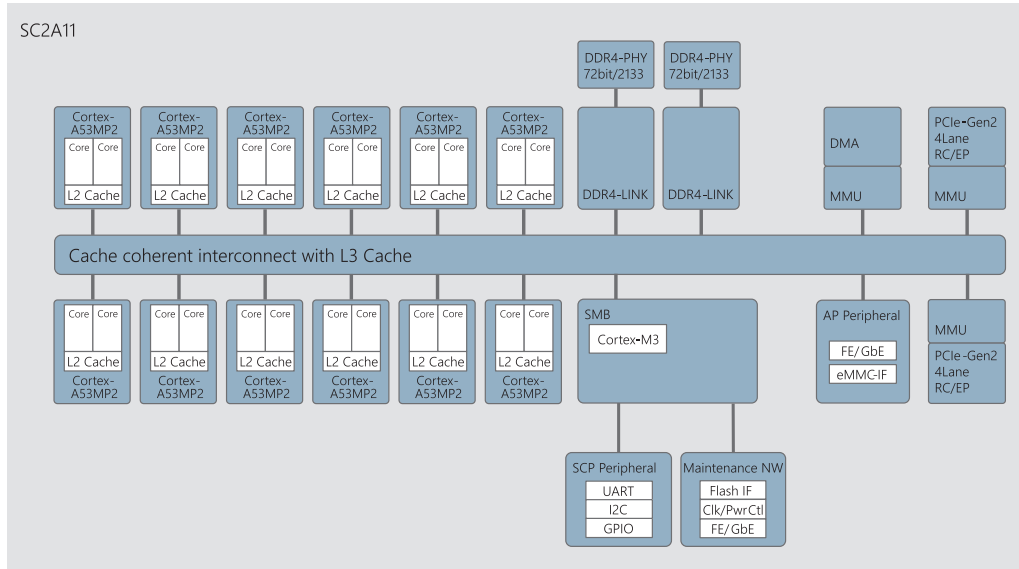 SC2A11
DDR4-PHY
72bit/2133
DDR4-PHY
72bit/2133
Cortex-
A53MP2
Core Core
L2 Cache
Cortex-
A53MP2
Core Core
L2 Cache
Cortex-
A53MP2
Core Core
L2 Cache
Cortex-
A53MP2
Core Core
L2 Cache
Cortex-
A53MP2
Core Core
L2 Cache
Cortex-
A53MP2
Core Core
L2 Cache
DDR4-LINK
DDR4-LINK
DMA
MMU
PCIe-Gen2
4Lane
RC/EP
MMU
Cache coherent interconnect with L3 Cache
Core Core
L2 Cache
Cortex-
A53MP2
Core Core
L2 Cache
Cortex-
A53MP2
Core Core
L2 Cache
Cortex-
A53MP2
Core Core
L2 Cache
Cortex-
A53MP2
Core Core
L2 Cache
Cortex-
A53MP2
Core Core
L2 Cache
Cortex-
A53MP2
SMB
Cortex-M3
AP Peripheral
FE/GbE
eMMC-IF
MMU
PCIe-Gen2
4Lane
RC/EP
SCP Peripheral
UART
I2C
GPIO
Maintenance NW
Flash IF
Clk/PwrCtl
FE/GbE